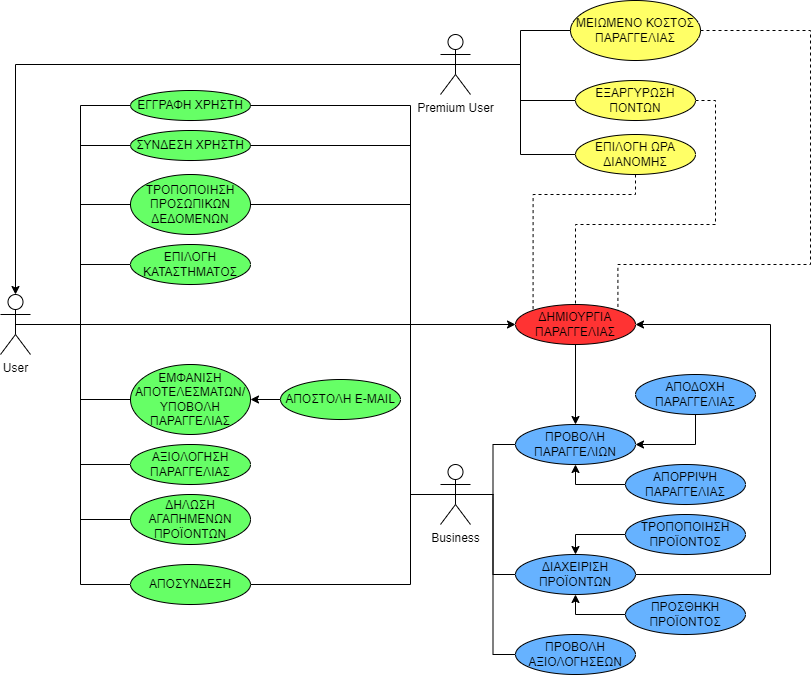 ΜΕΙΩΜΕΝΟ ΚΟΣΤΟΣ
ΠΑΡΑΓΓΕΛΙΑΣ
Premium User
ΕΞΑΡΓΥΡΩΣΗ
ΠΟΝΤΩΝ
ΕΠΙΛΟΓΗ ΩΡΑ
ΔΙΑΝΟΜΗΣ
ΕΓΓΡΑΦΗ ΧΡΗΣΤΗ
ΣΥΝΔΕΣΗ ΧΡΗΣΤΗ
ΤΡΟΠΟΠΟΙΗΣΗ
ΠΡΟΣΩΠΙΚΩΝ
ΔΕΔΟΜΕΝΩΝ
ΕΠΙΛΟΓΗ
ΚΑΤΑΣΤΗΜΑΤΟΣ
User
ΔΗΜΙΟΥΡΓΙΑ
ΠΑΡΑΓΓΕΛΙΑΣ
ΕΜΦΑΝΙΣΗ
ΑΠΟΤΕΛΕΣΜΑΤΩΝ/
ΥΠΟΒΟΛΗ
ΠΑΡΑΓΓΕΛΙΑΣ
ΑΠΟΣΤΟΛΗ E-MAIL
ΑΞΙΟΛΟΓΗΣΗ
ΠΑΡΑΓΓΕΛΙΑΣ
ΔΗΛΩΣΗ
ΑΓΑΠΗΜΕΝΩΝ
ΠΡΟΪΟΝΤΩΝ
ΑΠΟΣΥΝΔΕΣΗ
Business
ΑΠΟΔΟΧΗ
ΠΑΡΑΓΓΕΛΙΑΣ
ΠΡΟΒΟΛΗ
ΠΑΡΑΓΓΕΛΙΩΝ
ΑΠΟΡΡΙΨΗ
ΠΑΡΑΓΓΕΛΙΑΣ
ΤΡΟΠΟΠΟΙΗΣΗ
ΠΡΟΪΟΝΤΟΣ
ΔΙΑΧΕΙΡΙΣΗ
ΠΡΟΪΟΝΤΩΝ
ΠΡΟΣΘΗΚΗ
ΠΡΟΪΟΝΤΟΣ
ΠΡΟΒΟΛΗ
ΑΞΙΟΛΟΓΗΣΕΩΝ